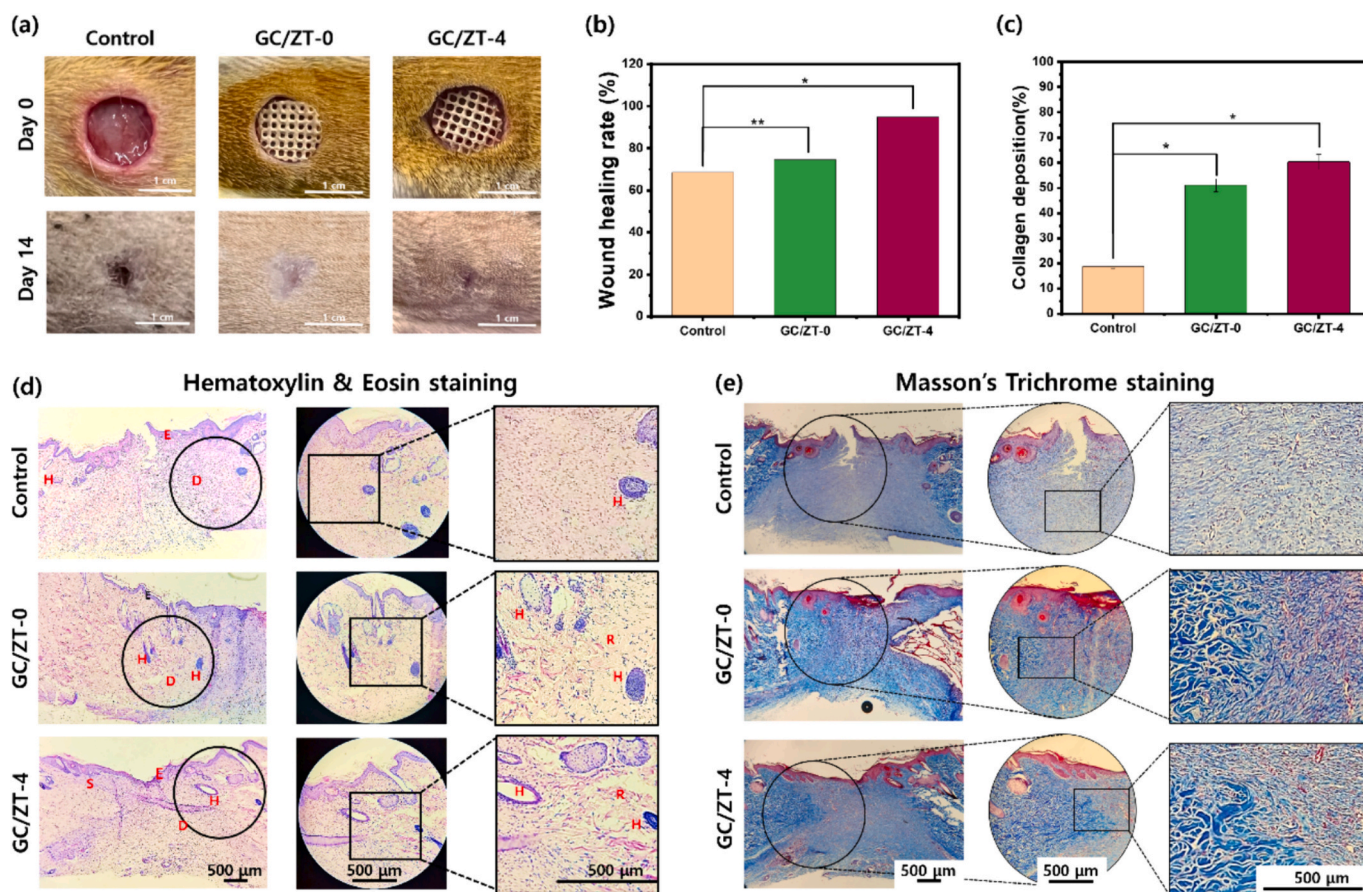 (a)
Control
GC/ZT-0
GC/ZT-4
Day 0
1 cm
1 cm
1 cm
Day 14
1 cm
1 cm
1 cm
(b)
Wound healing rate (%)
120
100
80
60
40
20
0
*
**
Control
GC/ZT-0
GC/ZT-4
(c)
Collagen deposition(%)
100
90
80
70
60
50
40
30
20
10
0
*
*
Control
GC/ZT-0
GC/ZT-4
(d)
Hematoxylin & Eosin staining
Control
E
H
D
H
GC/ZT-0
E
H
H
D
H
R
H
GC/ZT-4
S
E
H
D
H
R
H
500 µm
500 µm
500 µm
(e)
Masson's Trichrome staining
Control
GC/ZT-0
GC/ZT-4
500 µm
500 µm
500 µm